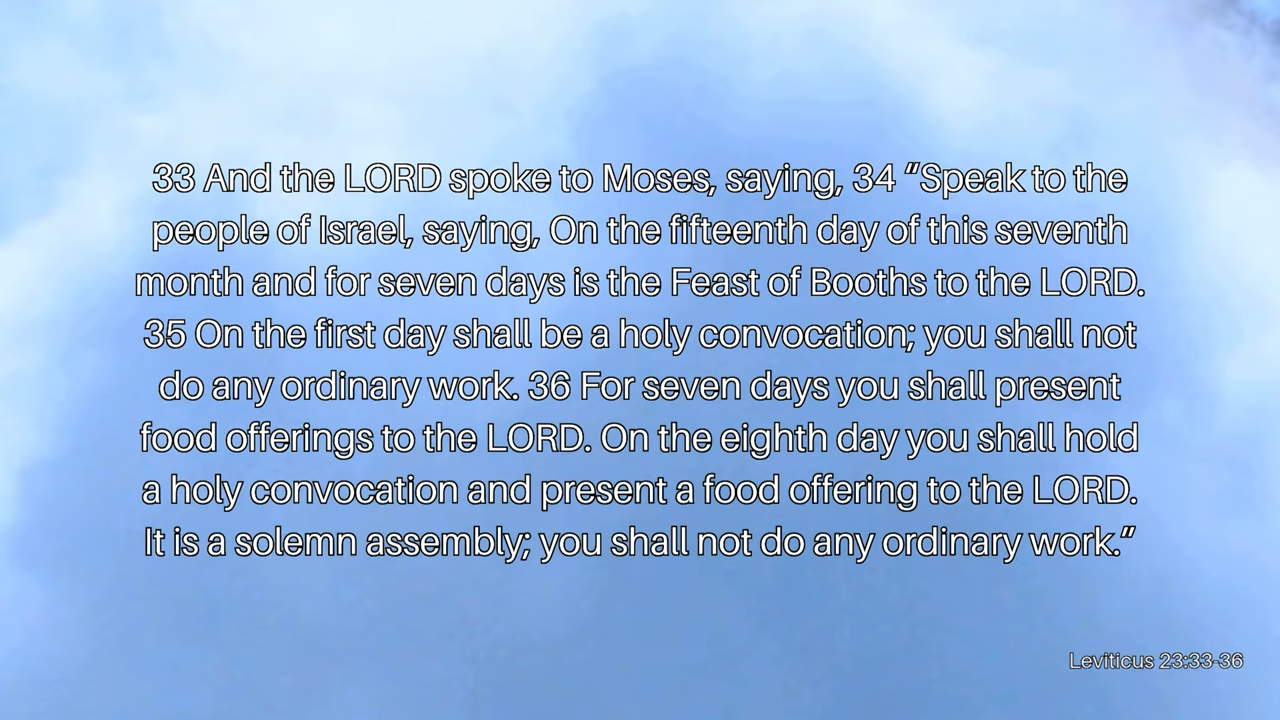 33 And the LORD spoke to Moses, saying, 34 “Speak to the
people of Israel, saying, On the fifteenth day of this seventh
month and for seven days is the Feast of Booths to the LORD.
35 On the first day shall be a holy convocation; you shall not
do any ordinary work. 36 For seven days you shall present
food offerings to the LORD. On the eighth day you shall hold
a holy convocation and present a food offering to the LORD.
It is a solemn assembly; you shall not do any ordinary work.”
Leviticus 23:33-36